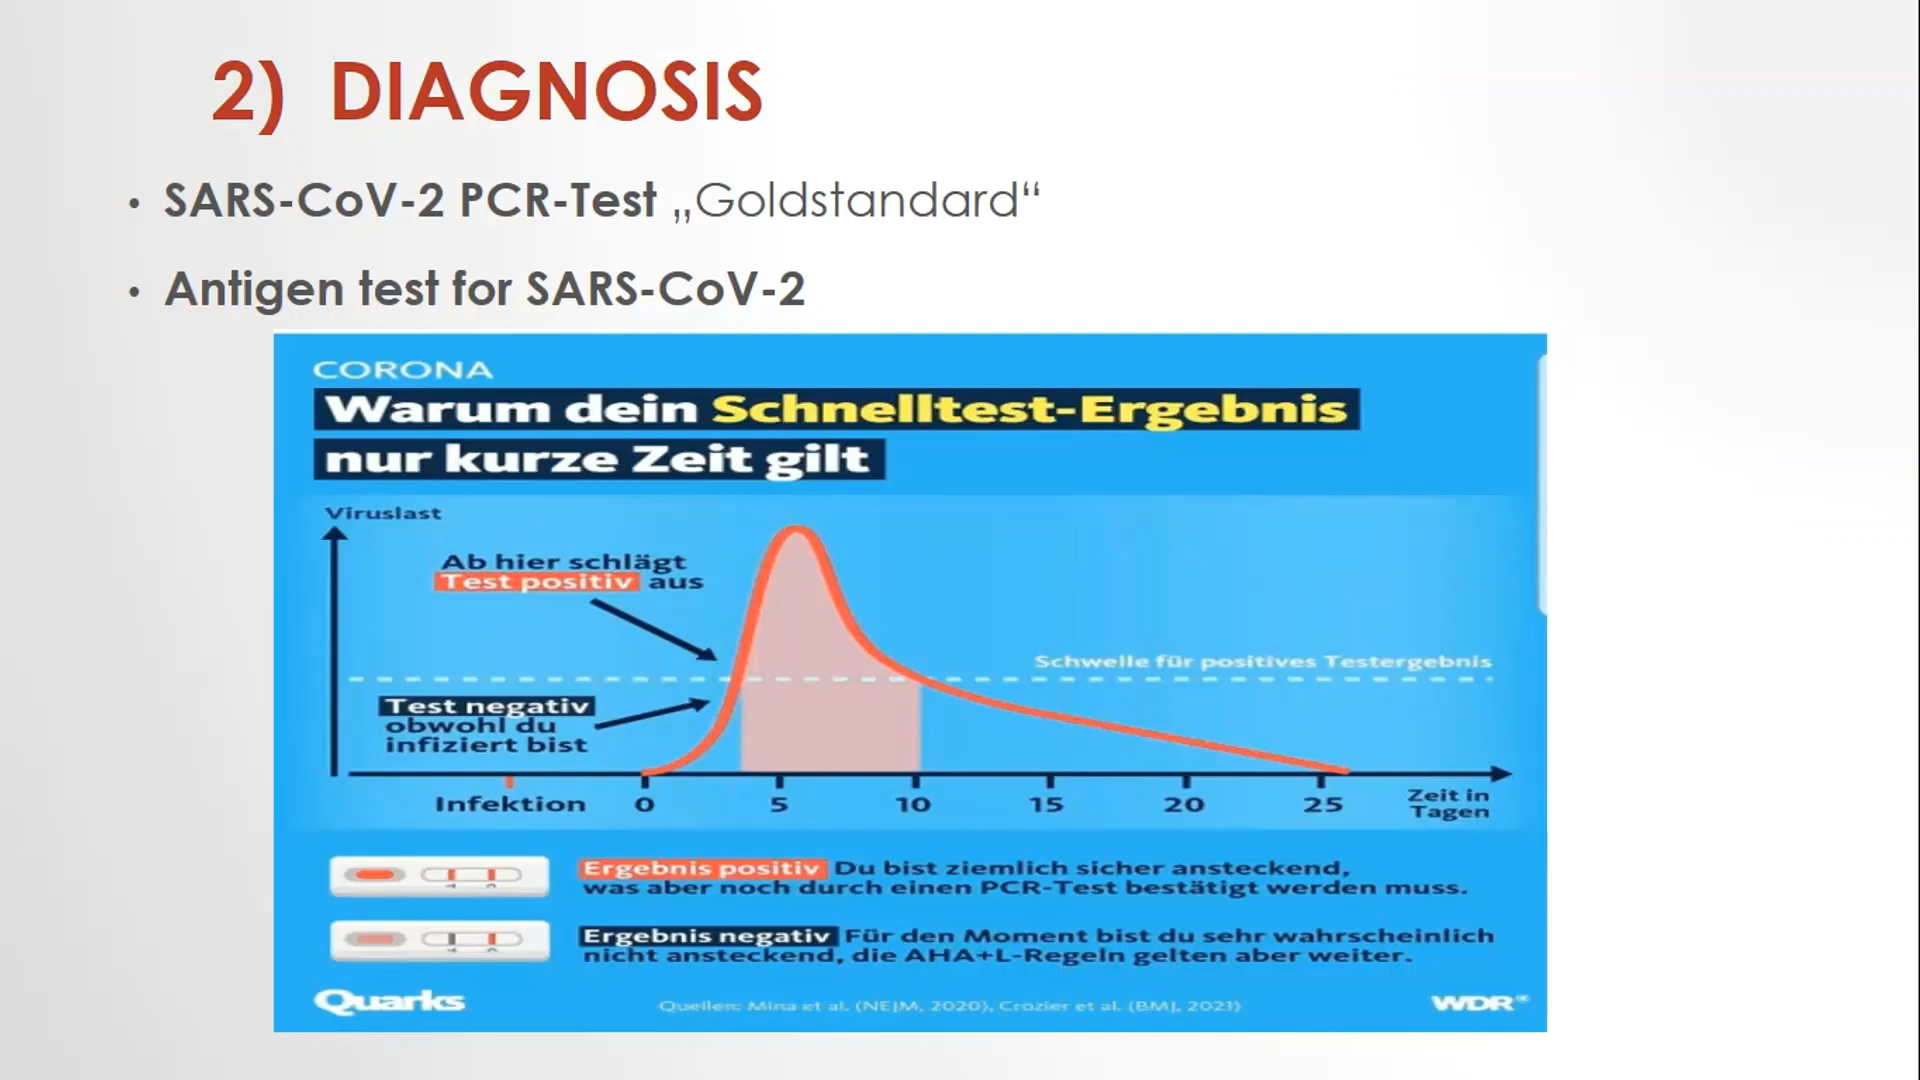 2) DIAGNOSIS
• SARS-CoV-2 PCR-Test „Goldstandard“
• Antigen test for SARS-CoV-2
CORONA
Warum dein Schnelltest-Ergebnis
nur kurze Zeit gilt
Viruslast
Ab hier schlägt
Test positiv aus
Schwelle für positives Testergebnis
Test negativ
obwohl du
infiziert bist
Infektion 0 5 10 15 20 25
Zeit in
Tagen
Ergebnis positiv Du bist ziemlich sicher ansteckend,
was aber noch durch einen PCR-Test bestätigt werden muss.
Ergebnis negativ Für den Moment bist du sehr wahrscheinlich
nicht ansteckend, die AHA+L-Regeln gelten aber weiter.
Quarks
Quellen: Mina et al. (NEJM, 2020), Crozier et al. (BMJ, 2021)
WDR